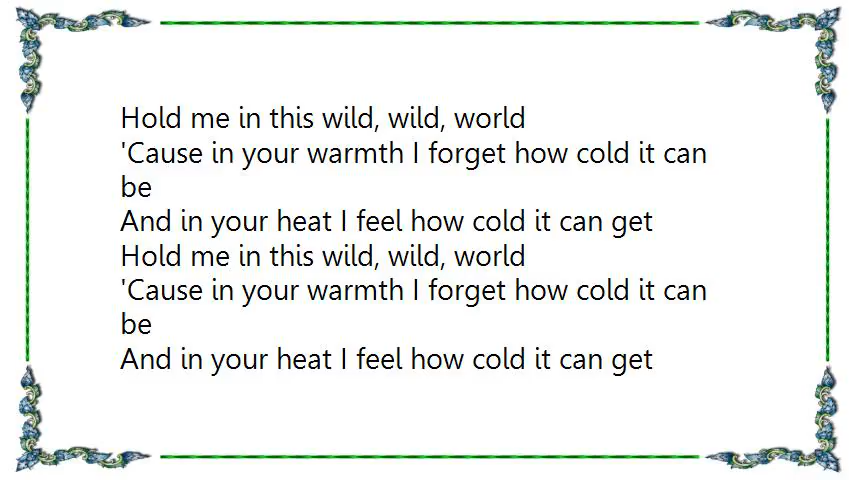 Hold me in this wild, wild, world
'Cause in your warmth I forget how cold it can
be
And in your heat I feel how cold it can get
Hold me in this wild, wild, world
'Cause in your warmth I forget how cold it can
be
And in your heat I feel how cold it can get